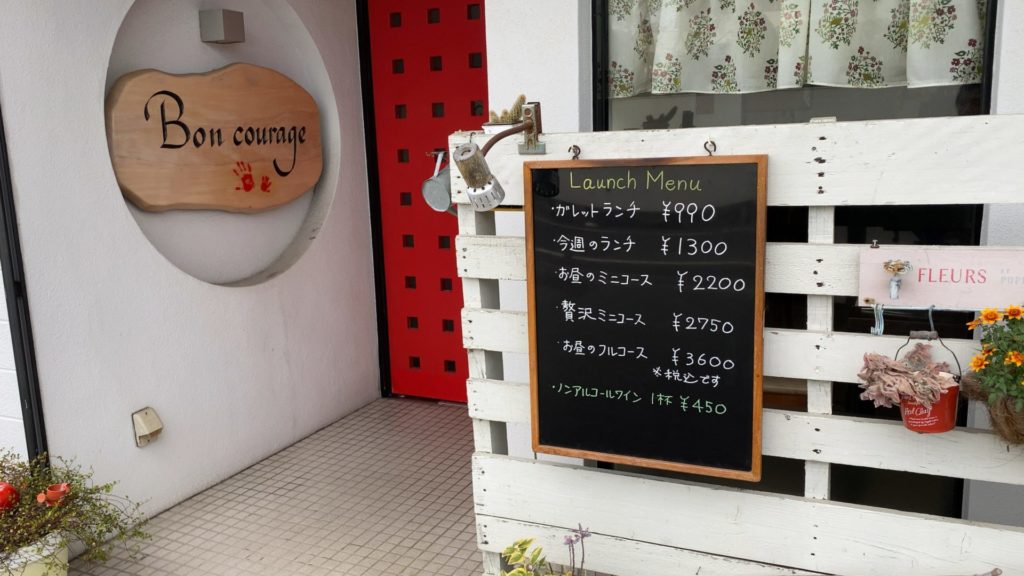 Bon courage
Launch Menu
・ガレットランチ ¥990
・今週のランチ ¥1300
・お昼のミニコース ¥2200
・贅沢ミニコース ¥2750
・お昼のフルコース ¥3600
※税込です
・ノンアルコールワイン 1杯 ¥450
FLEURS